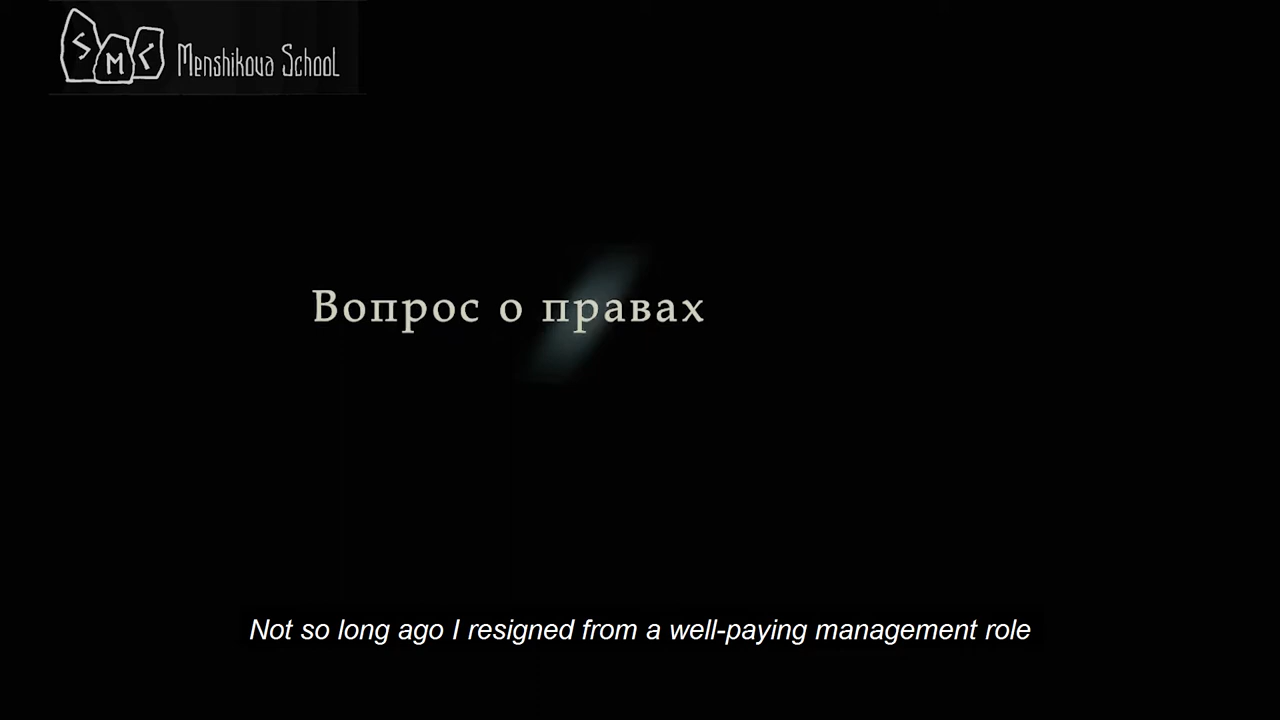 SMC Menshikova School
Вопрос о правах
Not so long ago I resigned from a well-paying management role